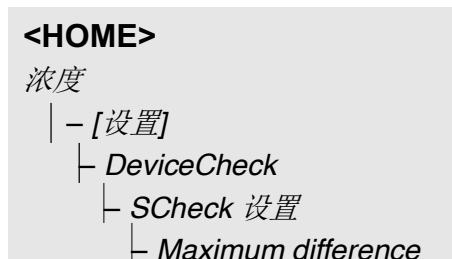 <HOME>
浓度
– [设置]
– DeviceCheck
– SCheck 设置
– Maximum difference